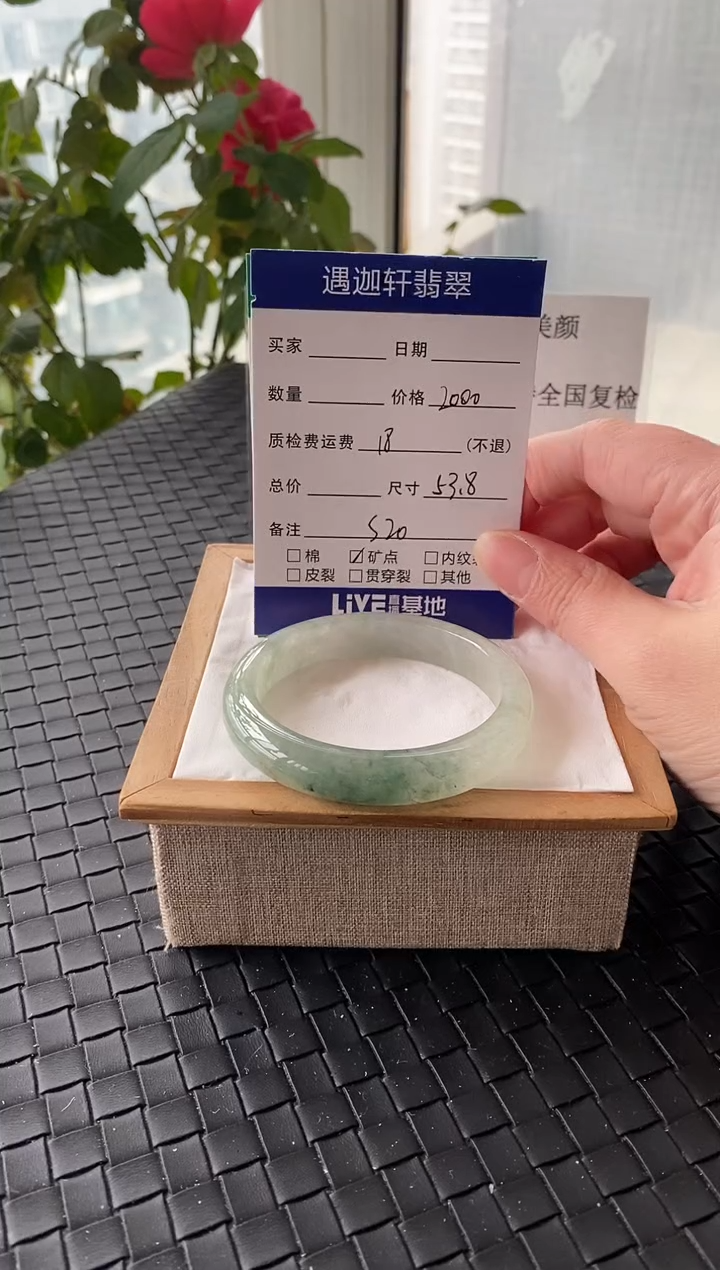 遇迦轩翡翠
买家 日期
数量 价格 2000
质检费运费 18 (不退)
总价 尺寸 53.8
备注 S20
□棉 ☑矿点 □内纹
□皮裂 □贯穿裂 □其他
LiVE 基地
美颜
全国复检